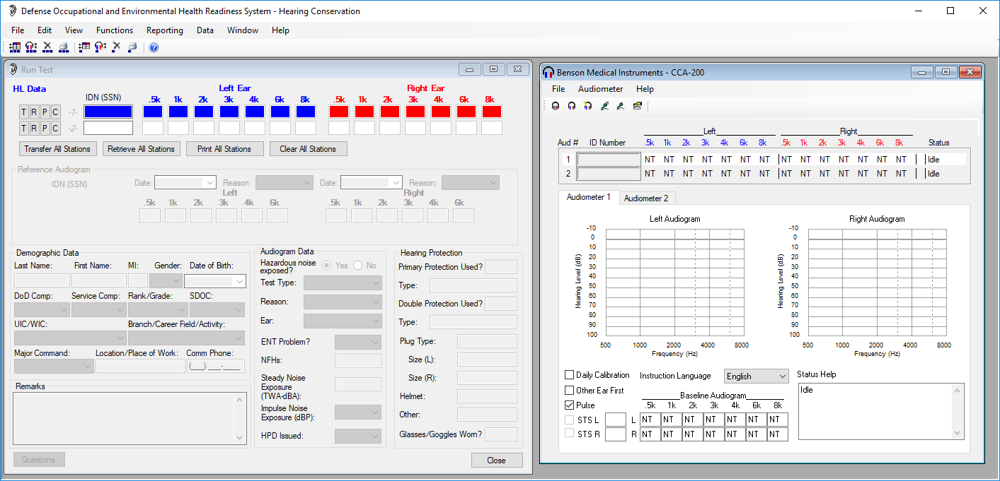 Defense Occupational and Environmental Health Readiness System - Hearing Conservation
File Edit View Functions Reporting Data Window Help
Run Test
HL Data
IDN (SSN)
Left Ear
.5k 1k 2k 3k 4k 6k 8k
Right Ear
.5k 1k 2k 3k 4k 6k 8k
T R P C -1-
T R P C -2-
Transfer All Stations Retrieve All Stations Print All Stations Clear All Stations
Reference Audiogram
IDN (SSN)
Date: Reason: Date: Reason:
Left Right
.5k 1k 2k 3k 4k 6k .5k 1k 2k 3k 4k 6k
Demographic Data
Last Name: First Name: MI: Gender: Date of Birth:
DoD Comp: Service Comp: Rank/Grade: SDOC:
UIC/WIC: Branch/Career Field/Activity:
Major Command: Location/Place of Work: Comm Phone:
(___) ___-____
Remarks
Questions
Audiogram Data
Hazardous noise
exposed?
Yes No
Test Type:
Reason:
Ear:
ENT Problem?
NFHs:
Steady Noise
Exposure
(TWA-dBA):
Impulse Noise
Exposure (dBP):
HPD Issued:
Hearing Protection
Primary Protection Used?
Type:
Double Protection Used?
Type:
Plug Type:
Size (L):
Size (R):
Helmet:
Other:
Glasses/Goggles Worn?
Close
Benson Medical Instruments - CCA-200
File Audiometer Help
Left Right
Aud # ID Number .5k 1k 2k 3k 4k 6k 8k .5k 1k 2k 3k 4k 6k 8k Status
1 NT NT NT NT NT NT NT NT NT NT NT NT NT NT Idle
2 NT NT NT NT NT NT NT NT NT NT NT NT NT NT Idle
Audiometer 1 Audiometer 2
Left Audiogram
Hearing Level (dB)
-10
0
10
20
30
40
50
60
70
80
90
100
500 1000 2000 4000 8000
Frequency (Hz)
Right Audiogram
Hearing Level (dB)
-10
0
10
20
30
40
50
60
70
80
90
100
500 1000 2000 4000 8000
Frequency (Hz)
Daily Calibration Instruction Language English
Other Ear First
Pulse
Baseline Audiogram
.5k 1k 2k 3k 4k 6k 8k
STS L L NT NT NT NT NT NT NT
STS R R NT NT NT NT NT NT NT
Status Help
Idle